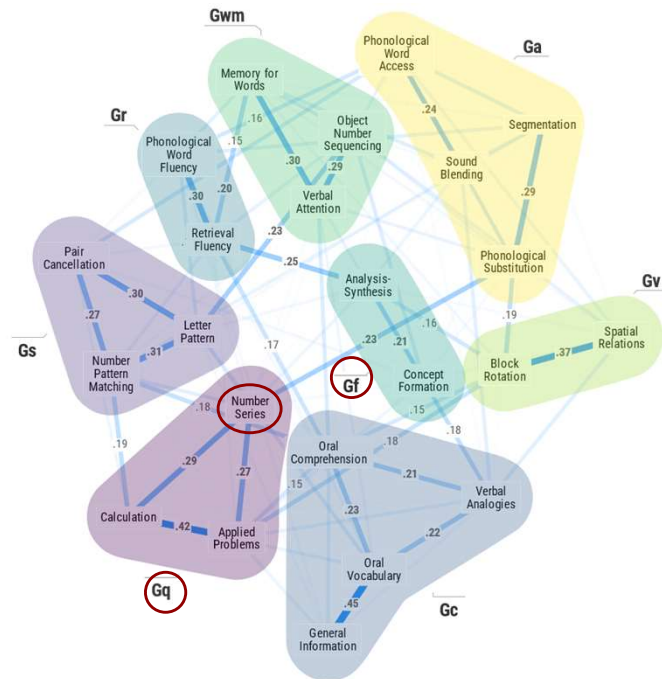 Gwm
Phonological
Word
Access
Ga
Memory for
Words
Gr
.16
.15
Object
Number
Sequencing
.24
Segmentation
Phonological
Word
Fluency
.20
.30
.29
Sound
Blending
.30
Verbal
Attention
.29
Retrieval
Fluency
.23
Pair
Cancellation
.25
Phonological
Substitution
Analysis-
Synthesis
Gv
.30
.27
Letter
Pattern
.16
.19
Spatial
Relations
.23
.21
Gs
.31
.17
.37
Number
Pattern
Matching
Block
Rotation
Gf
Concept
Formation
.18
Number
Series
.15
.19
.18
.18
Oral
Comprehension
.29
.27
.15
.21
Verbal
Analogies
Calculation
.42
Applied
Problems
.23
.22
Oral
Vocabulary
Gq
.45
Gc
General
Information